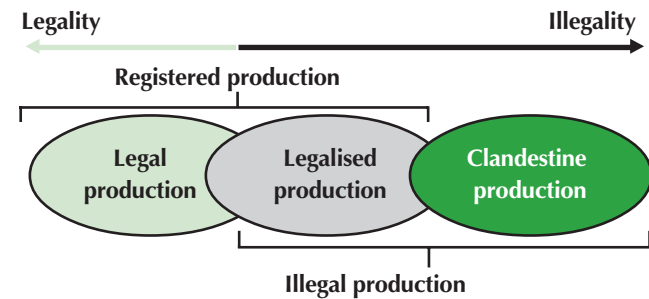 Legality
Illegality
Registered production
Legal
production
Legalised
production
Clandestine
production
Illegal production